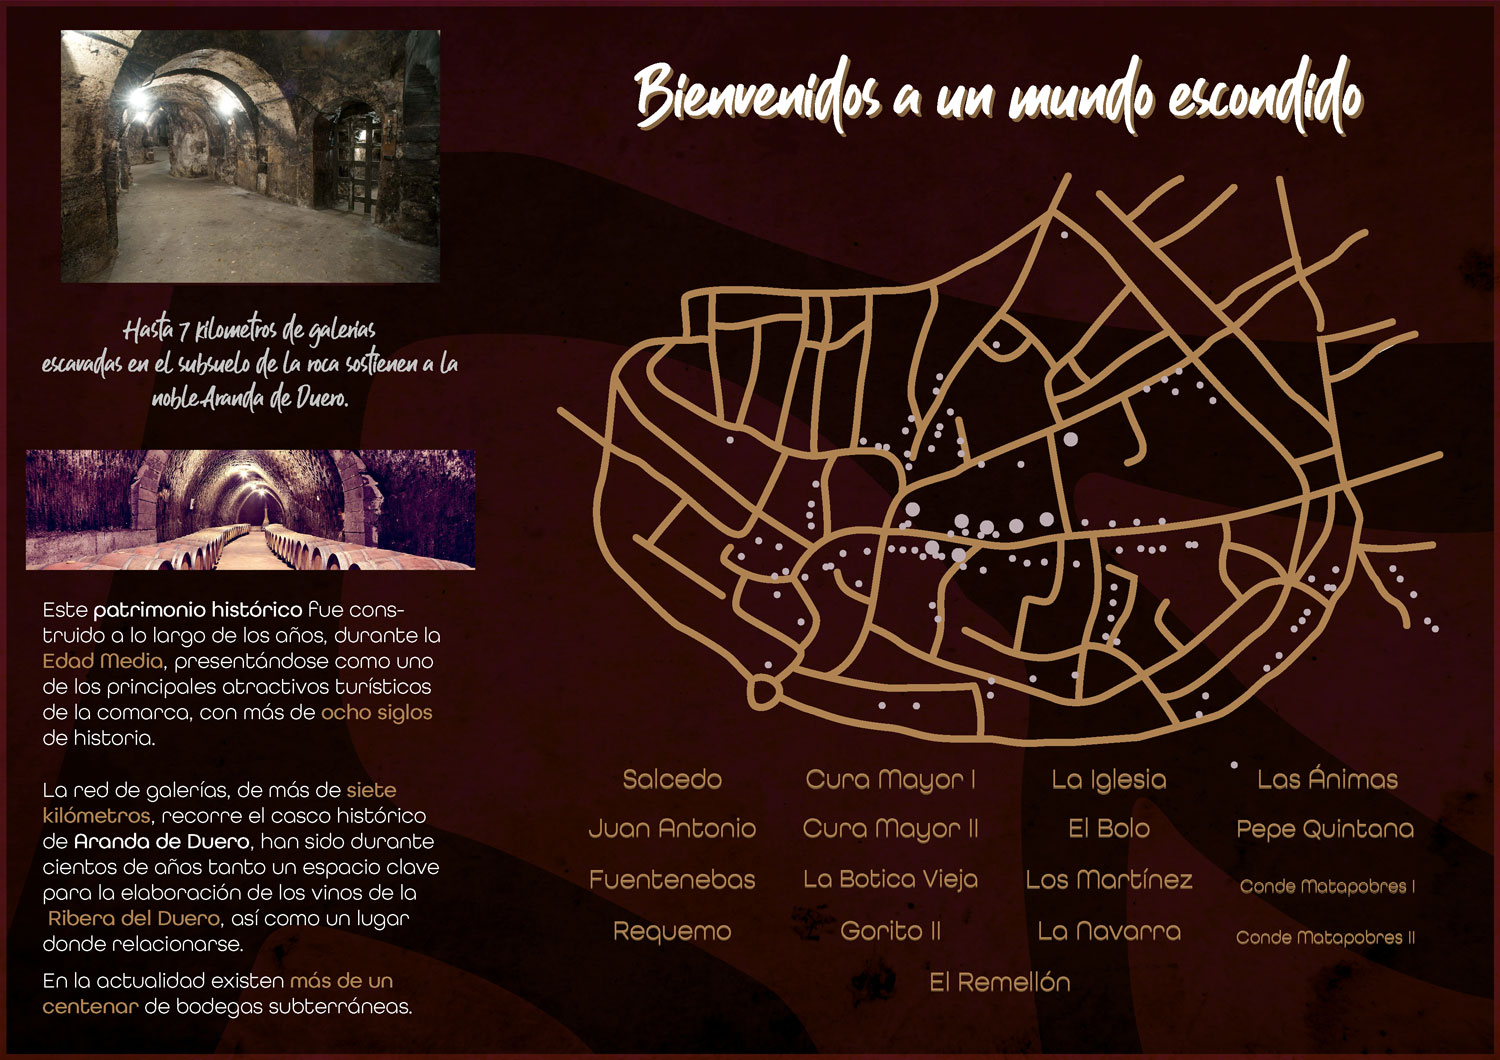 Bienvenidos a un mundo escondido
Hasta 7 kilometros de galerias
escavadas en el subsuelo de la roca sostienen a la
noble Aranda de Duero.
Este patrimonio histórico fue cons-
truido a lo largo de los años, durante la
Edad Media, presentándose como uno
de los principales atractivos turísticos
de la comarca, con más de ocho siglos
de historia.
La red de galerías, de más de siete
kilómetros, recorre el casco histórico
de Aranda de Duero, han sido durante
cientos de años tanto un espacio clave
para la elaboración de los vinos de la
Ribera del Duero, así como un lugar
donde relacionarse.
En la actualidad existen más de un
centenar de bodegas subterráneas.
Salcedo Cura Mayor I La Iglesia Las Ánimas
Juan Antonio Cura Mayor II El Bolo Pepe Quintana
Fuentenebas La Botica Vieja Los Martínez Conde Matapobres I
Requemo Gorito II La Navarra Conde Matapobres II
El Remellón